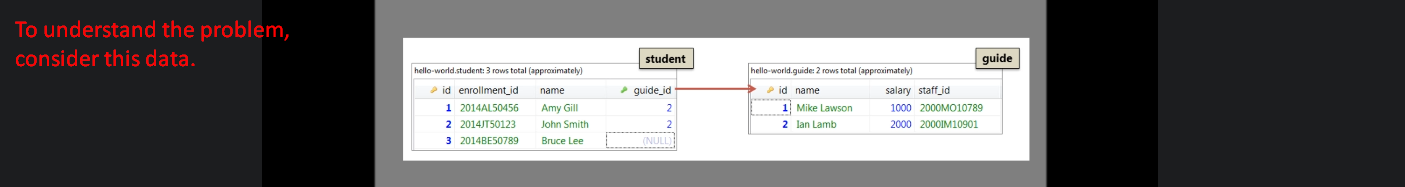 To understand the problem,
consider this data.
student
guide
hello-world.student: 3 rows total (approximately)
id enrollment_id name guide_id
1 2014AL50456 Amy Gill 2
2 2014JT50123 John Smith 2
3 2014BE50789 Bruce Lee (NULL)
hello-world.guide: 2 rows total (approximately)
id name salary staff_id
1 Mike Lawson 1000 2000MO10789
2 Ian Lamb 2000 2000IM10901